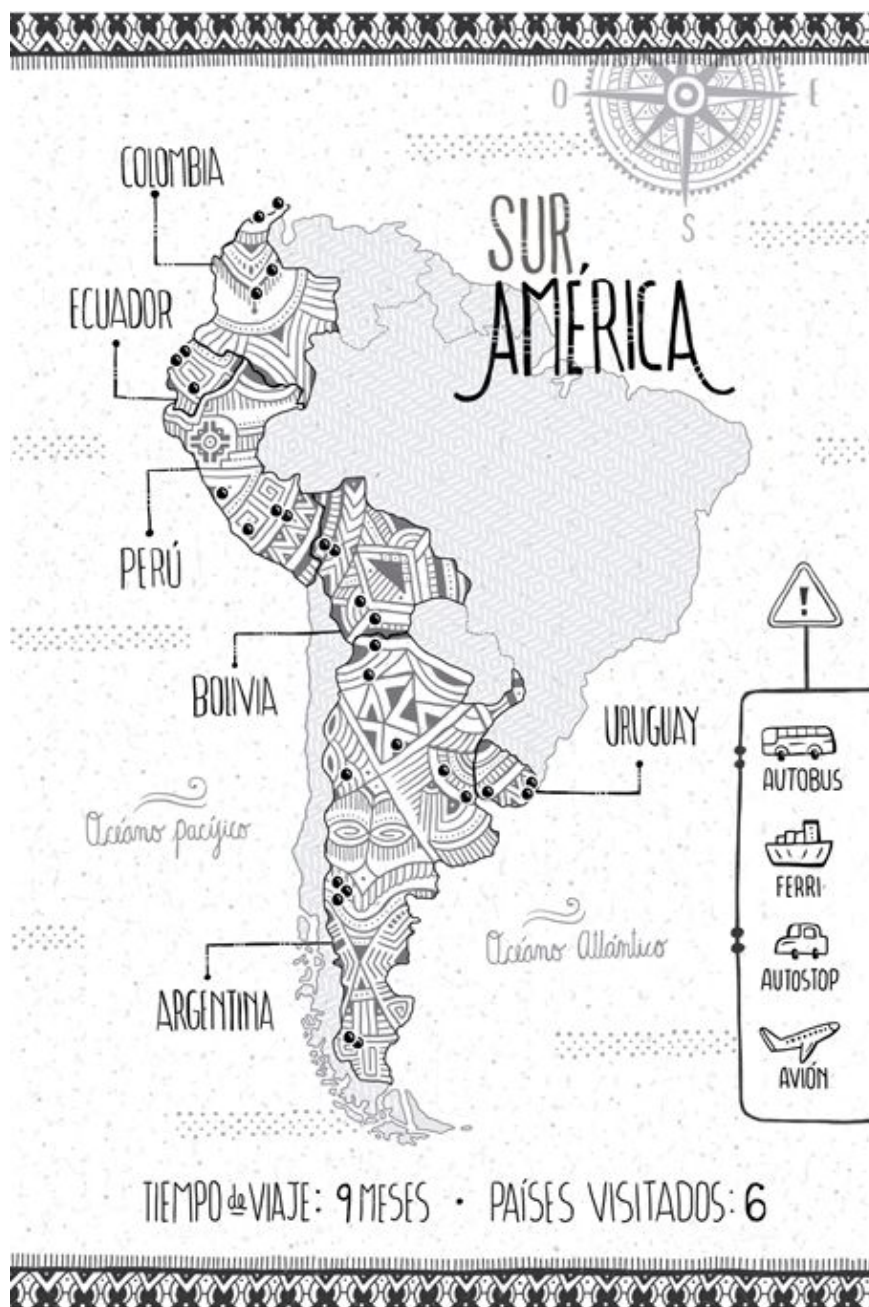 O
E
S
COLOMBIA
SUR
AMÉRICA
ECUADOR
PERÚ
BOLIVIA
URUGUAY
Océano pacífico
Océano Atlántico
ARGENTINA
!
AUTOBUS
FERRI
AUTOSTOP
AVIÓN
TIEMPO de VIAJE: 9 MESES · PAÍSES VISITADOS: 6